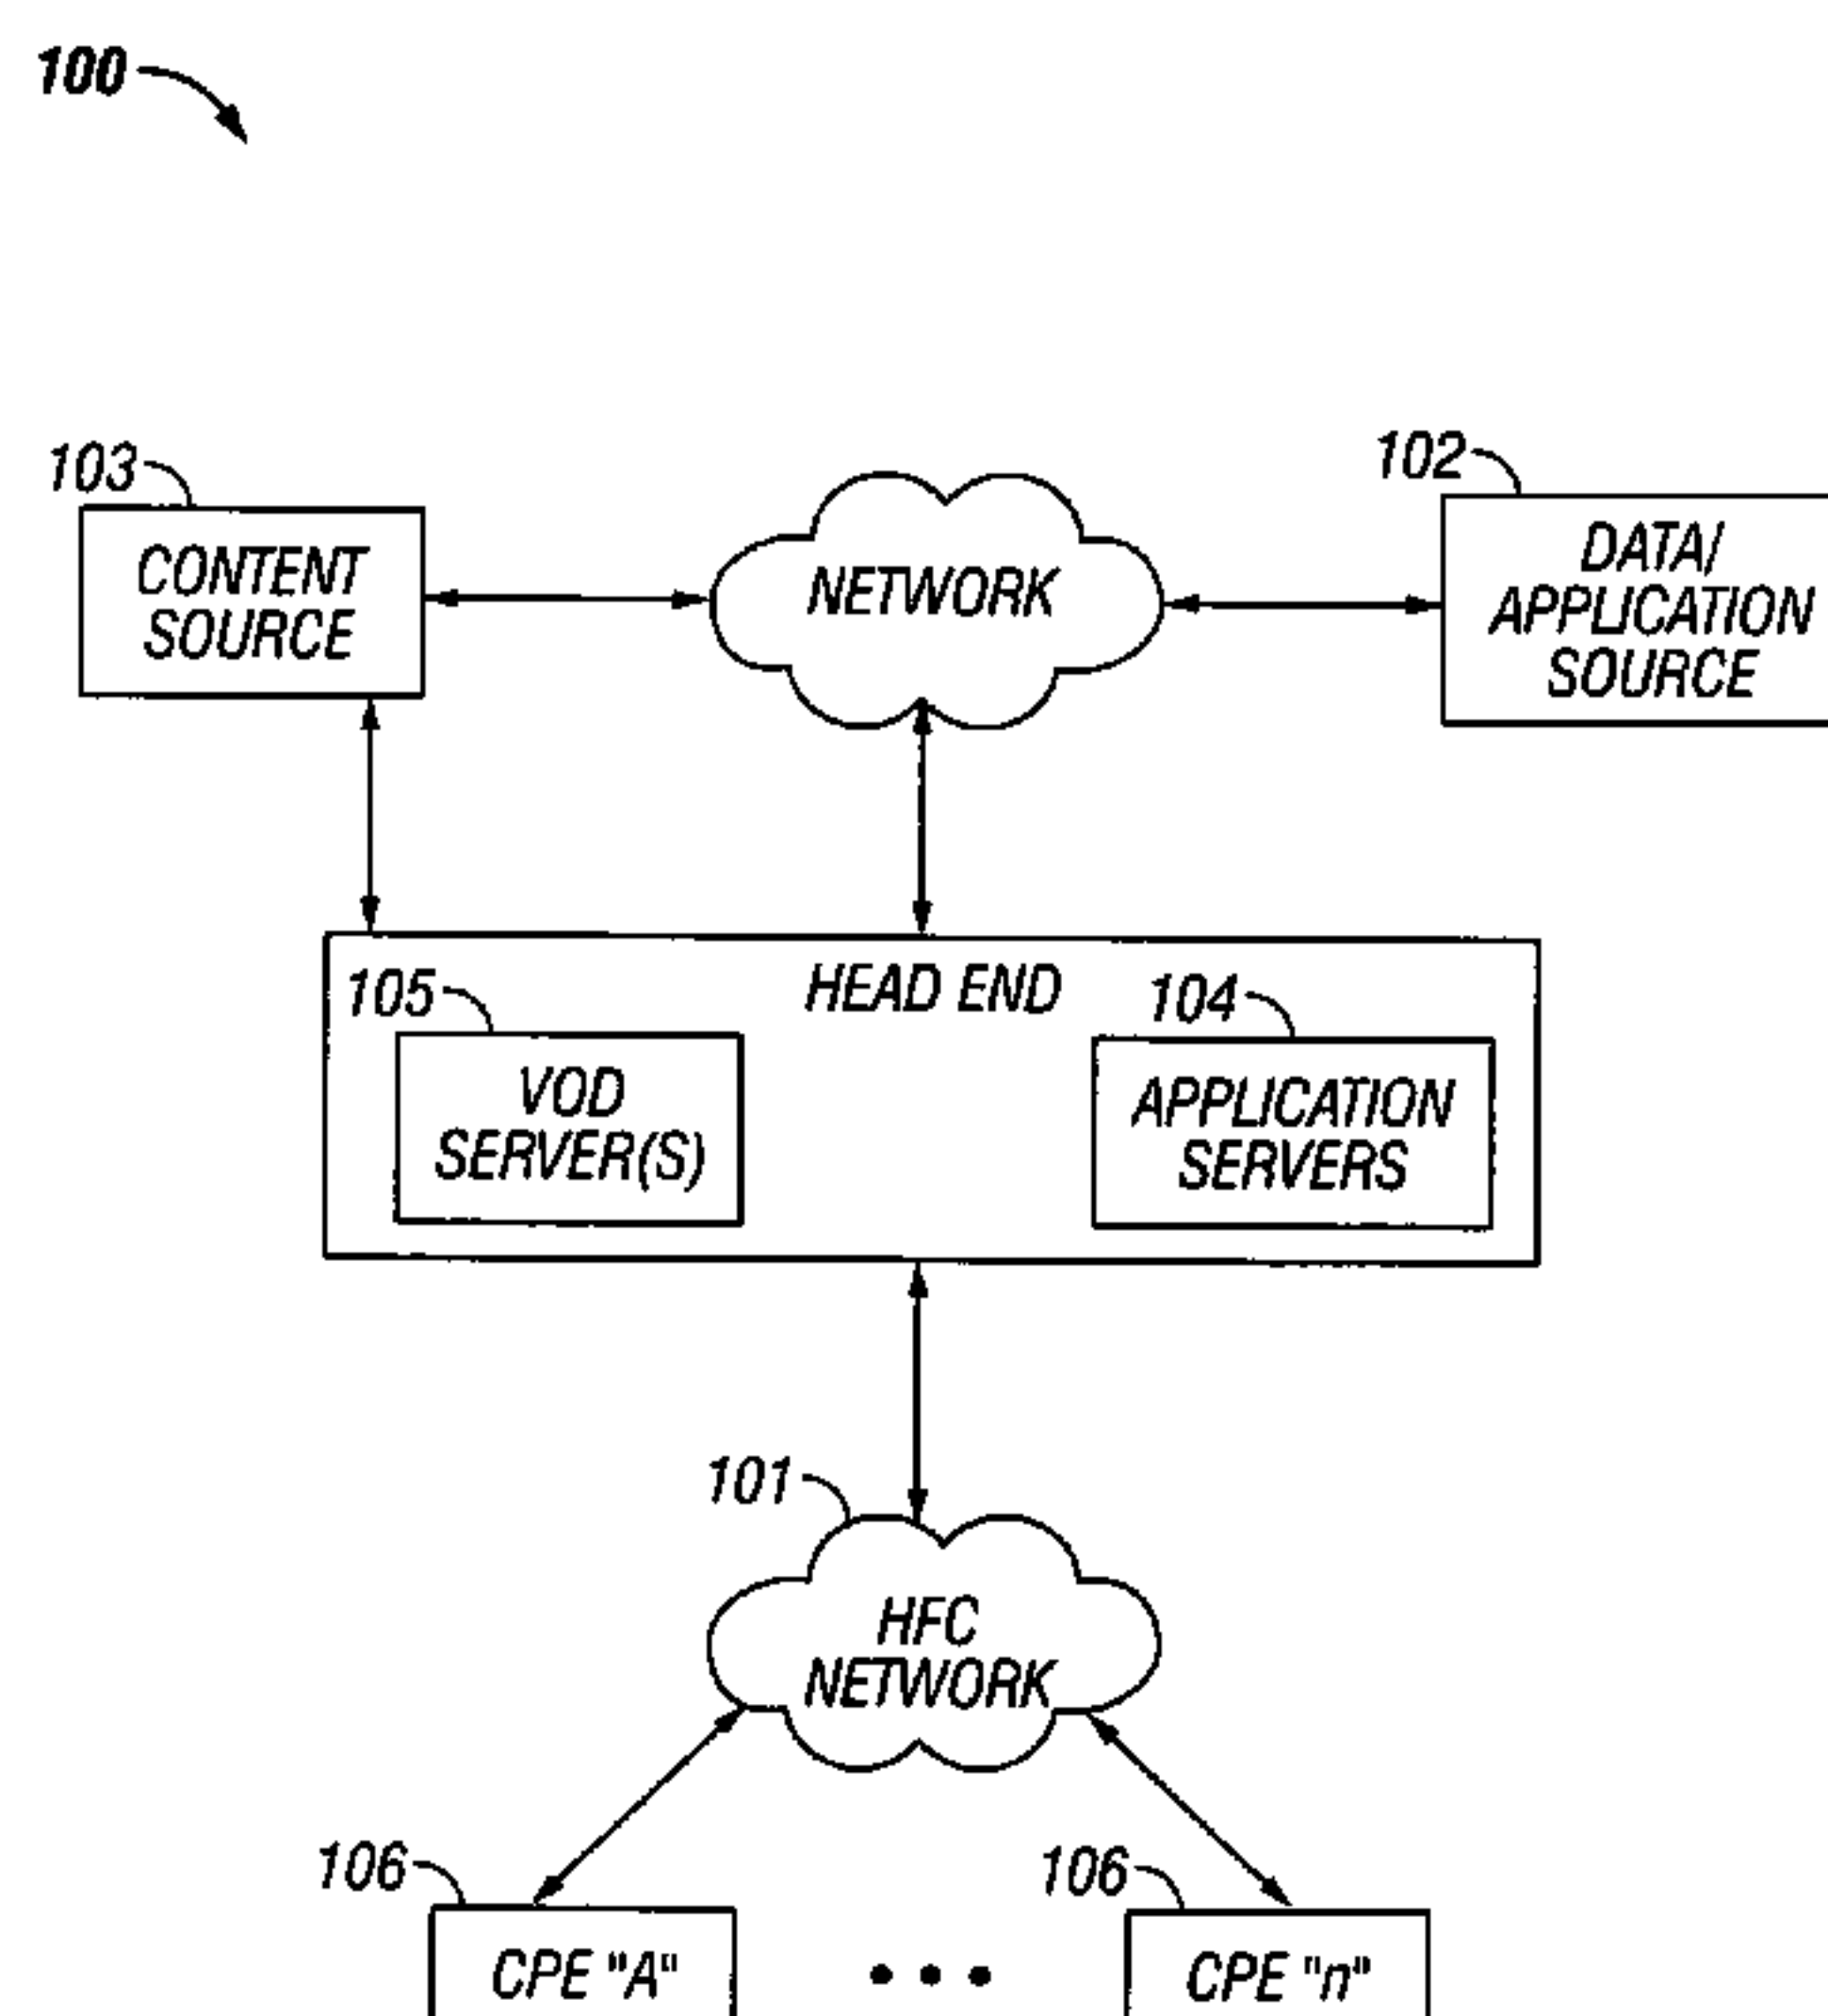 100
103
102
CONTENT
SOURCE
NETWORK
DATA/
APPLICATION
SOURCE
HEAD END
105
104
VOD
SERVER(S)
APPLICATION
SERVERS
101
HFC
NETWORK
106
106
CPE "A"
CPE "n"